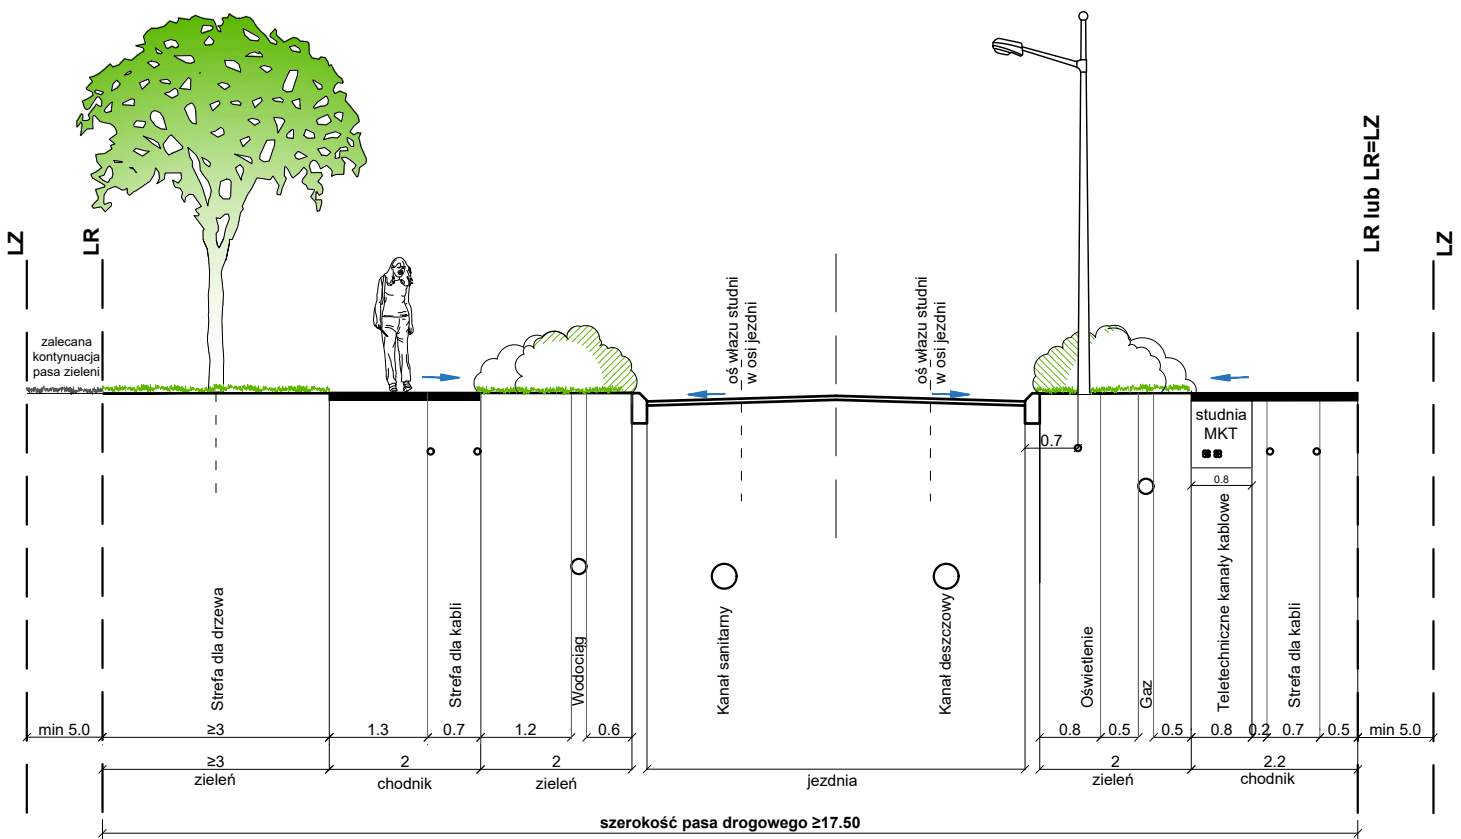 LZ
LR
LR lub LR=LZ
LZ
zalecana
kontynuacja
pasa zieleni
oś włazu studni
w osi jezdni
oś włazu studni
w osi jezdni
0.7
studnia
MKT
0.8
Strefa dla drzewa
Strefa dla kabli
Wodociąg
Kanał sanitarny
Kanał deszczowy
Oświetlenie
Gaz
Teletechniczne kanały kablowe
Strefa dla kabli
min 5.0
≥3
1.3
0.7
1.2
0.6
0.8
0.5
0.5
0.8
0.2
0.7
0.5
min 5.0
≥3
zieleń
2
chodnik
2
zieleń
jezdnia
2
zieleń
2.2
chodnik
szerokość pasa drogowego ≥17.50